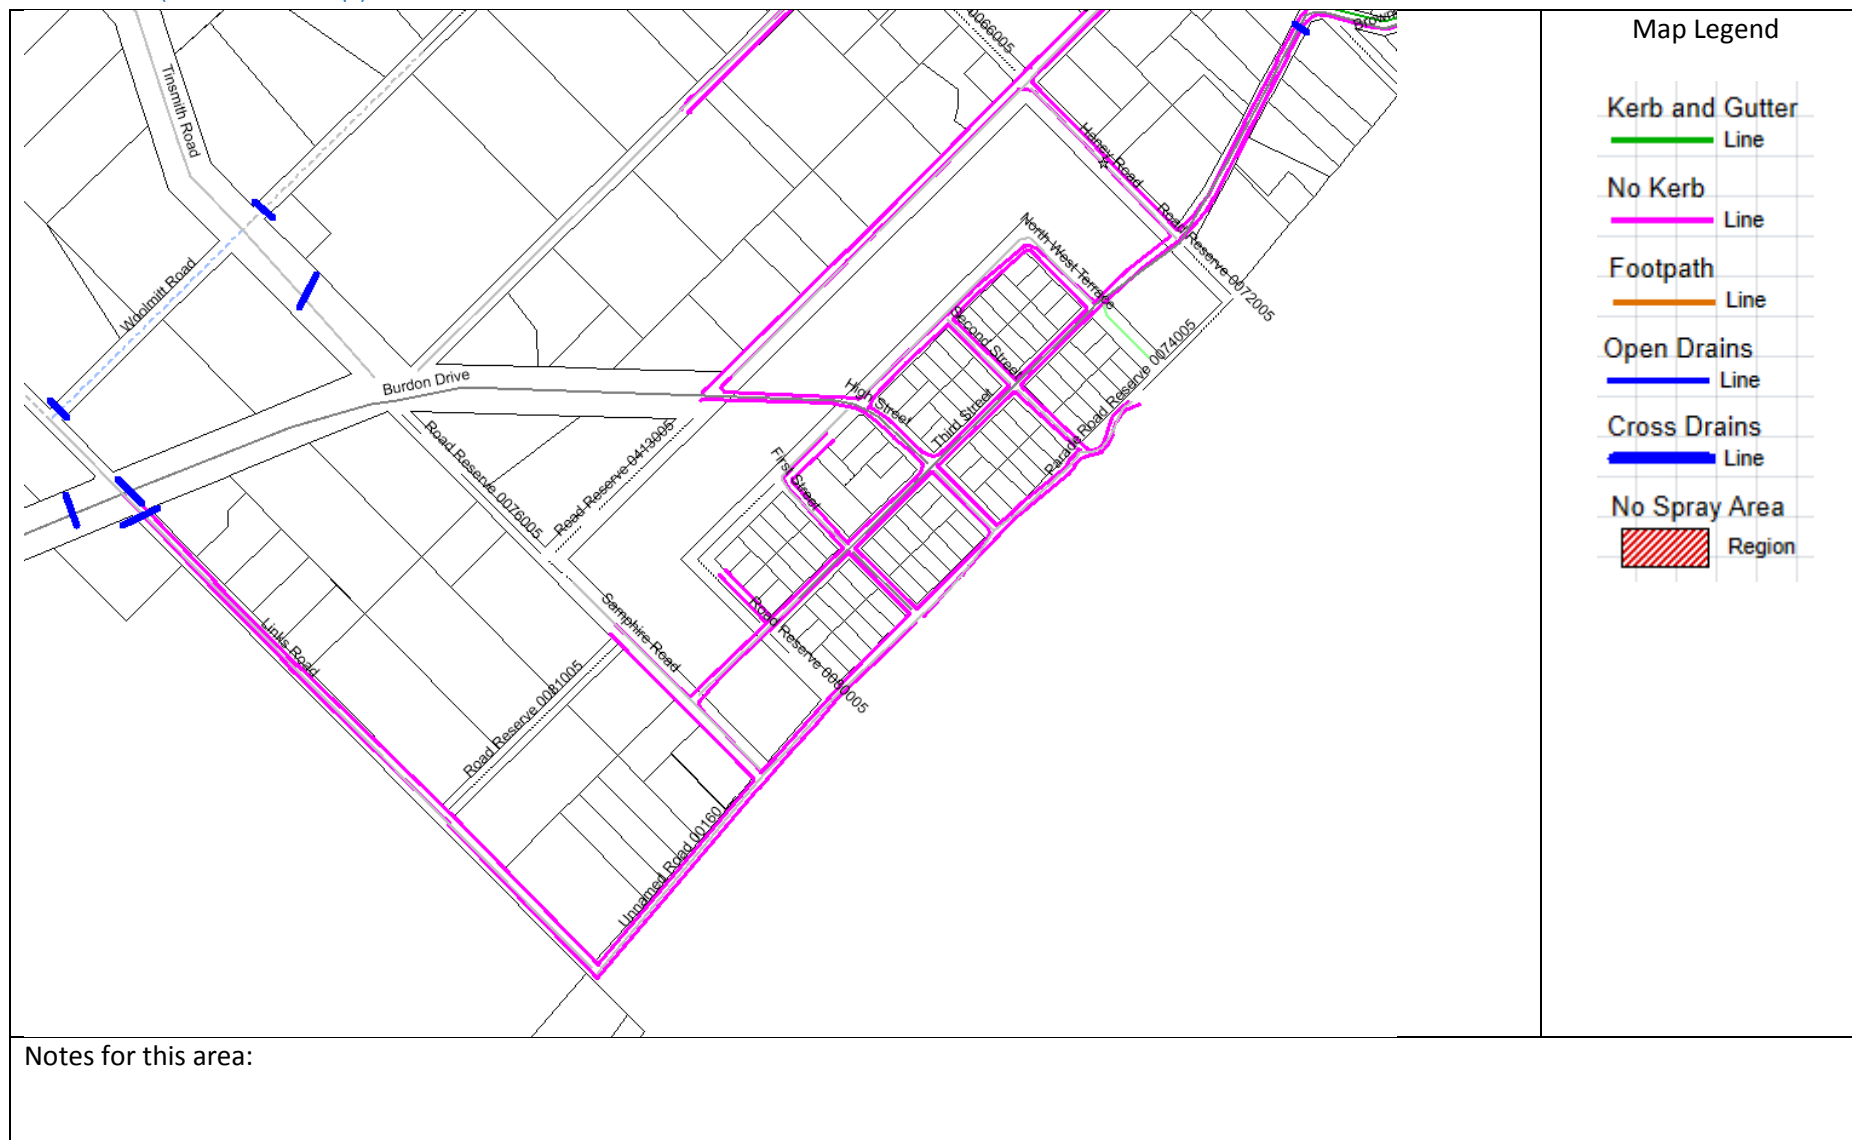 0066005
Brown
Tinsmith Road
Haney Road
Road Reserve 0072005
North West Terrace
Woolmitt Road
Second Street
Road Reserve 0074005
Burdon Drive
High Street
Third Street
Parade
Road Reserve 0076005
Road Reserve 0413005
First Street
Samphire Road
Road Reserve 0080005
Links Road
Road Reserve 0081005
Unnamed Road 00160
Map Legend
Kerb and Gutter
Line
No Kerb
Line
Footpath
Line
Open Drains
Line
Cross Drains
Line
No Spray Area
Region
Notes for this area: